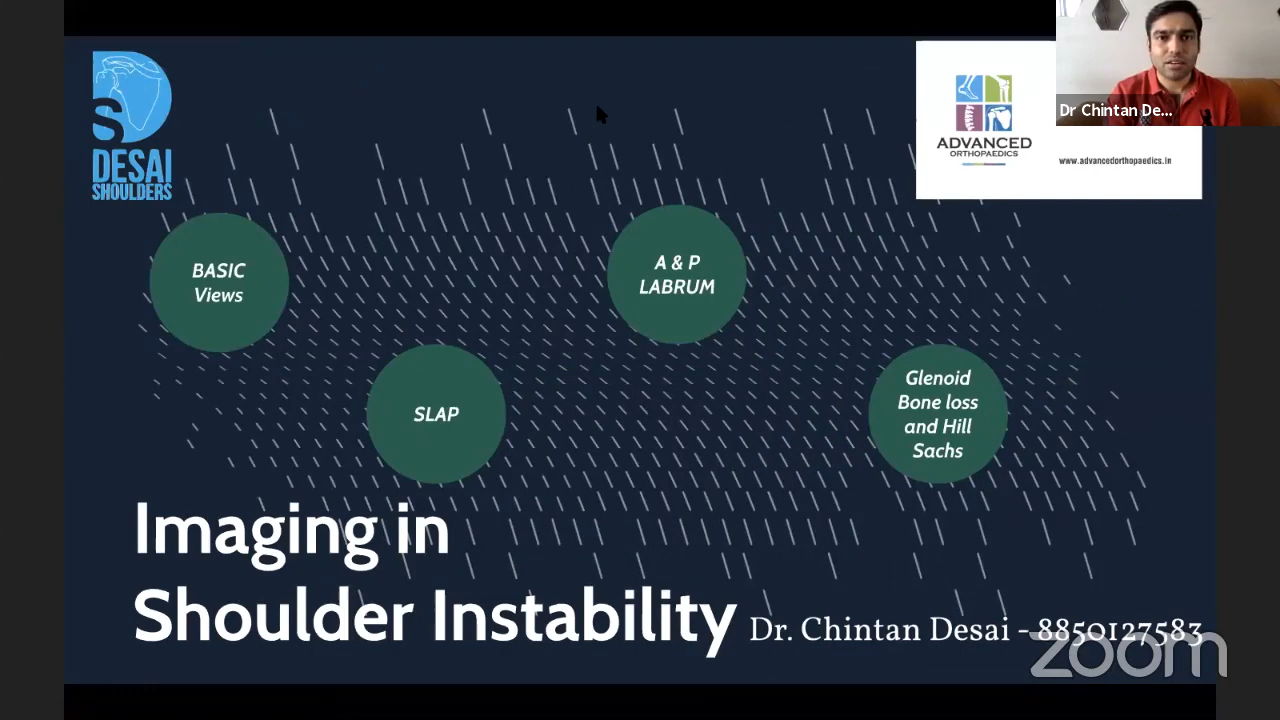 DESAI
SHOULDERS
ADVANCED
ORTHOPAEDICS
www.advancedorthopaedics.in
Dr Chintan De...
BASIC
Views
A & P
LABRUM
SLAP
Glenoid
Bone loss
and Hill
Sachs
Imaging in
Shoulder Instability
Dr. Chintan Desai - 8850127583
zoom